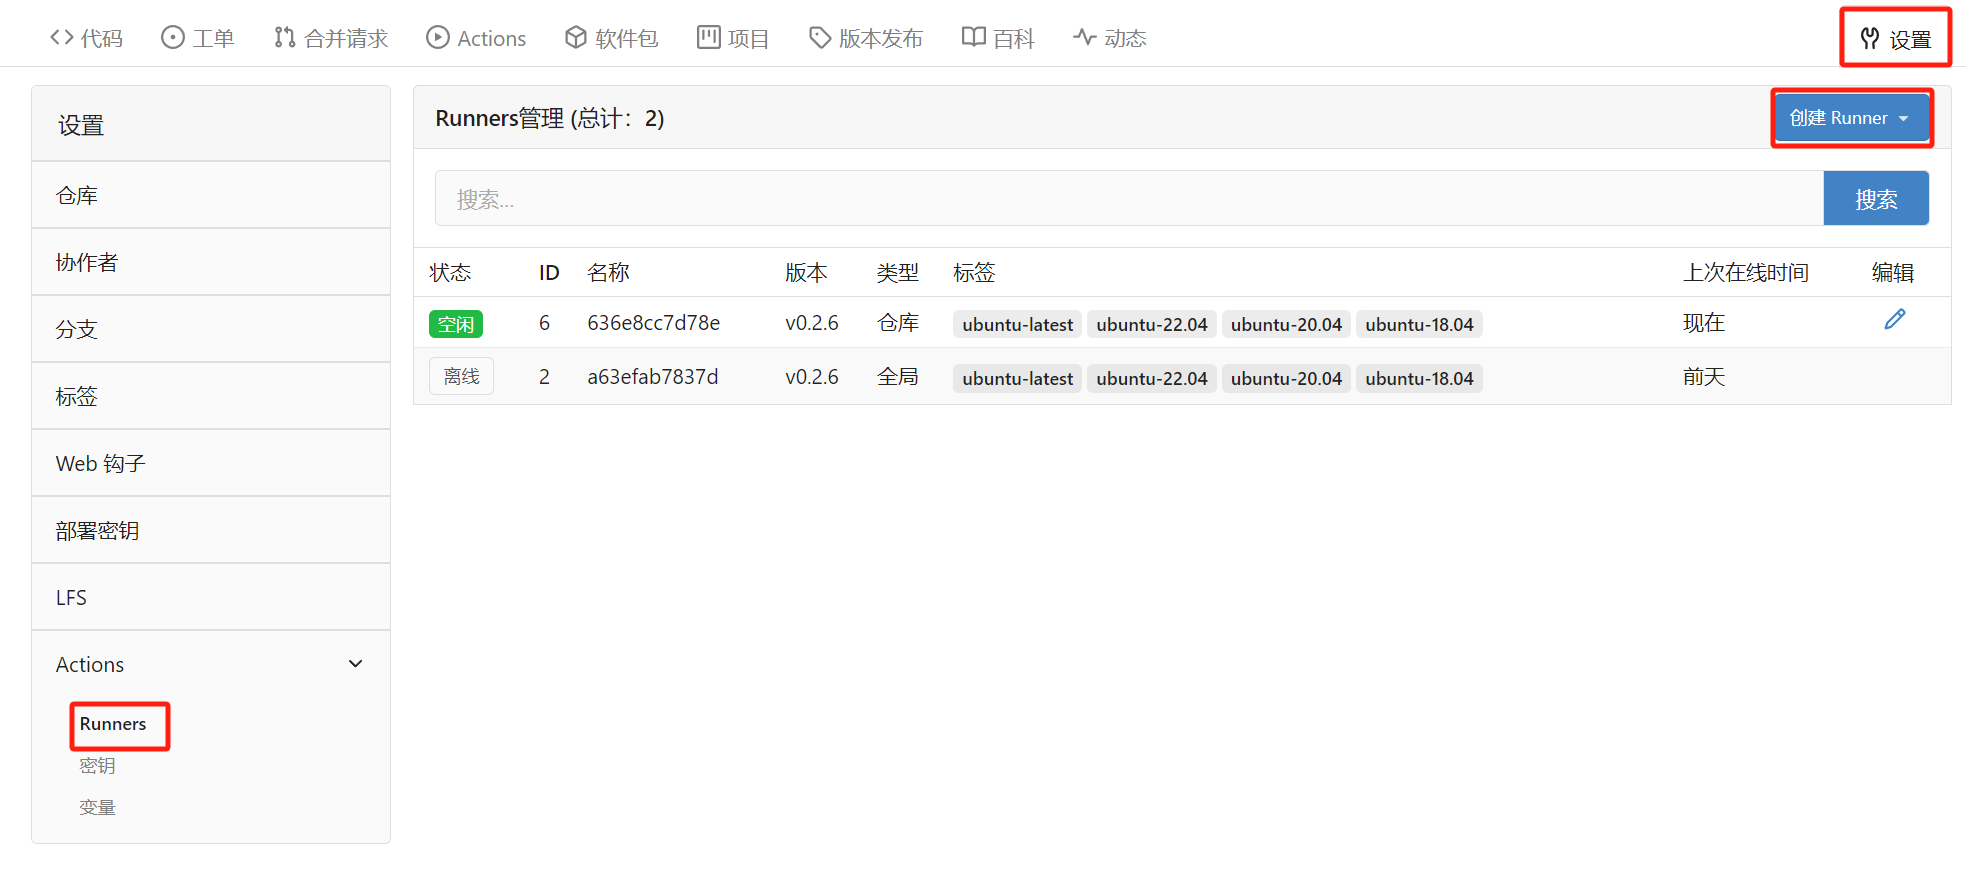 代码 工单 合并请求 Actions 软件包 项目 版本发布 百科 动态 设置
设置
仓库
协作者
分支
标签
Web 钩子
部署密钥
LFS
Actions
Runners
密钥
变量
Runners管理 (总计：2)
创建 Runner
搜索...
搜索
状态 ID 名称 版本 类型 标签 上次在线时间 编辑
空闲 6 636e8cc7d78e v0.2.6 仓库 ubuntu-latest ubuntu-22.04 ubuntu-20.04 ubuntu-18.04 现在
离线 2 a63efab7837d v0.2.6 全局 ubuntu-latest ubuntu-22.04 ubuntu-20.04 ubuntu-18.04 前天